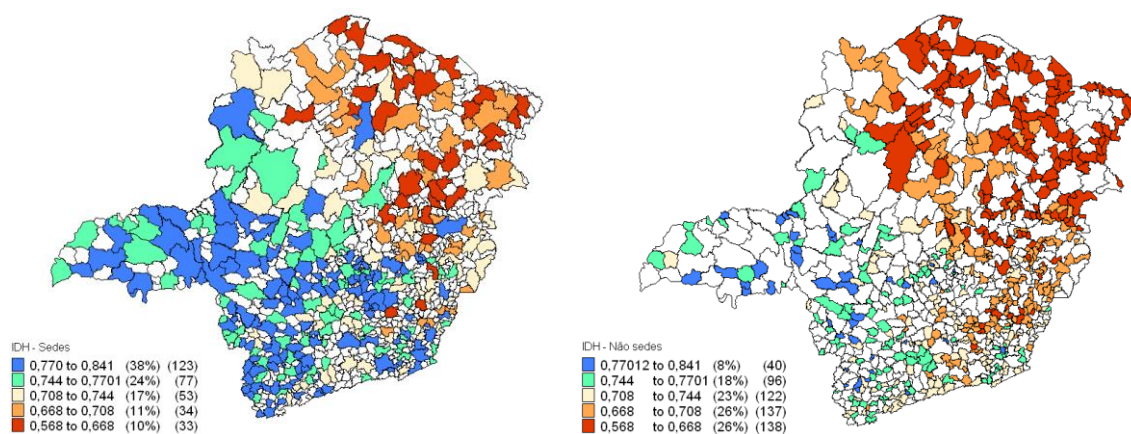 IDH - Sedes
0,770 to 0,841 (38%) (123)
0,744 to 0,7701 (24%) (77)
0,708 to 0,744 (17%) (53)
0,668 to 0,708 (11%) (34)
0,568 to 0,668 (10%) (33)
IDH - Não sedes
0,77012 to 0,841 (8%) (40)
0,744 to 0,7701 (18%) (96)
0,708 to 0,744 (23%) (122)
0,668 to 0,708 (26%) (137)
0,568 to 0,668 (26%) (138)